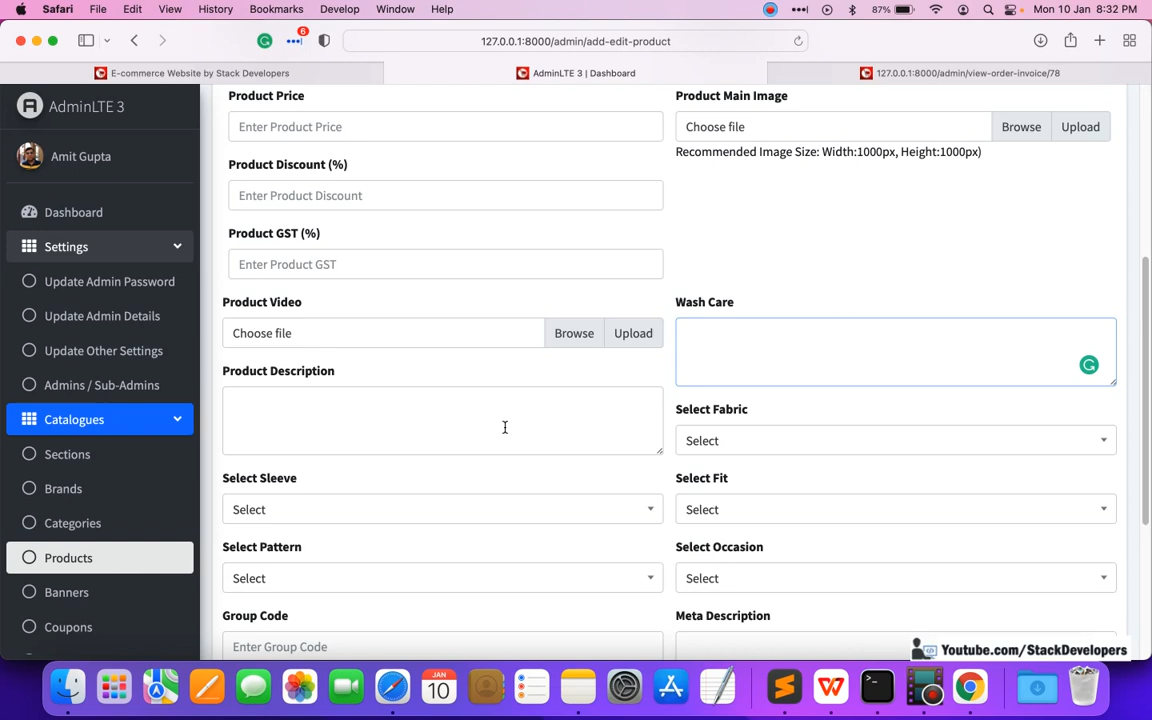 Safari File Edit View History Bookmarks Develop Window Help 87% Mon 10 Jan 8:32 PM
6 127.0.0.1:8000/admin/add-edit-product
E-commerce Website by Stack Developers AdminLTE 3 | Dashboard 127.0.0.1:8000/admin/view-order-invoice/78
AdminLTE 3
Amit Gupta
Dashboard
Settings
Update Admin Password
Update Admin Details
Update Other Settings
Admins / Sub-Admins
Catalogues
Sections
Brands
Categories
Products
Banners
Coupons
Product Price
Enter Product Price
Product Discount (%)
Enter Product Discount
Product GST (%)
Enter Product GST
Product Main Image
Choose file Browse Upload
Recommended Image Size: Width:1000px, Height:1000px)
Product Video
Choose file Browse Upload
Wash Care
Product Description
Select Fabric
Select
Select Sleeve
Select
Select Fit
Select
Select Pattern
Select
Select Occasion
Select
Group Code
Enter Group Code
Meta Description
Youtube.com/StackDevelopers
JAN
10